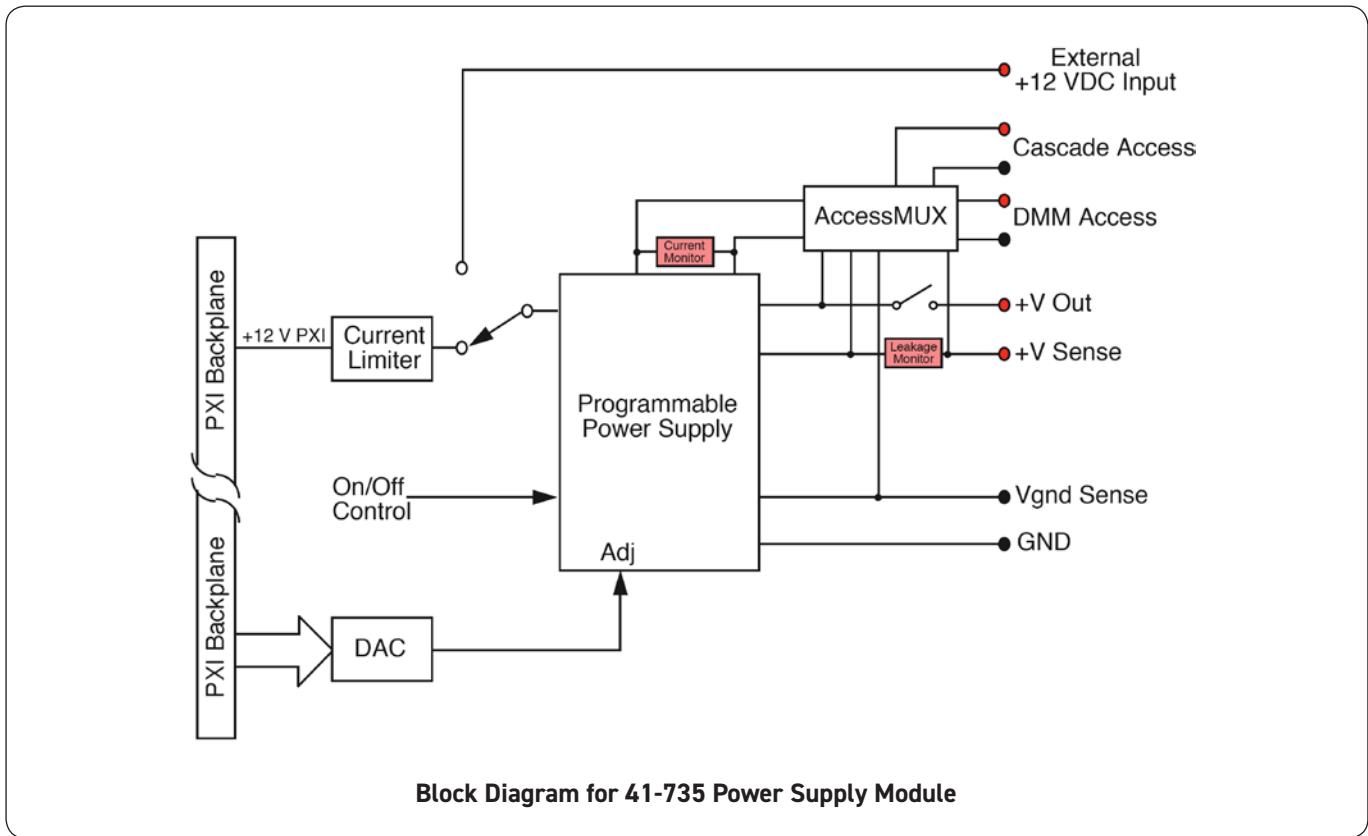 External
+12 VDC Input
Cascade Access
AccessMUX
DMM Access
Current
Monitor
PXI Backplane
+12 V PXI
Current
Limiter
+V Out
Leakage
Monitor
+V Sense
Programmable
Power Supply
On/Off
Control
Vgnd Sense
GND
Adj
PXI Backplane
DAC
Block Diagram for 41-735 Power Supply Module